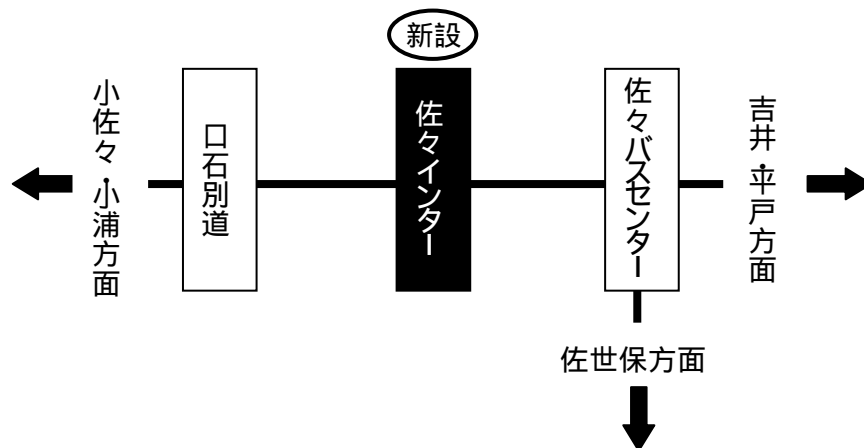 新設
小佐々・小浦方面
口石別道
佐々インター
佐々バスセンター
吉井・平戸方面
佐世保方面